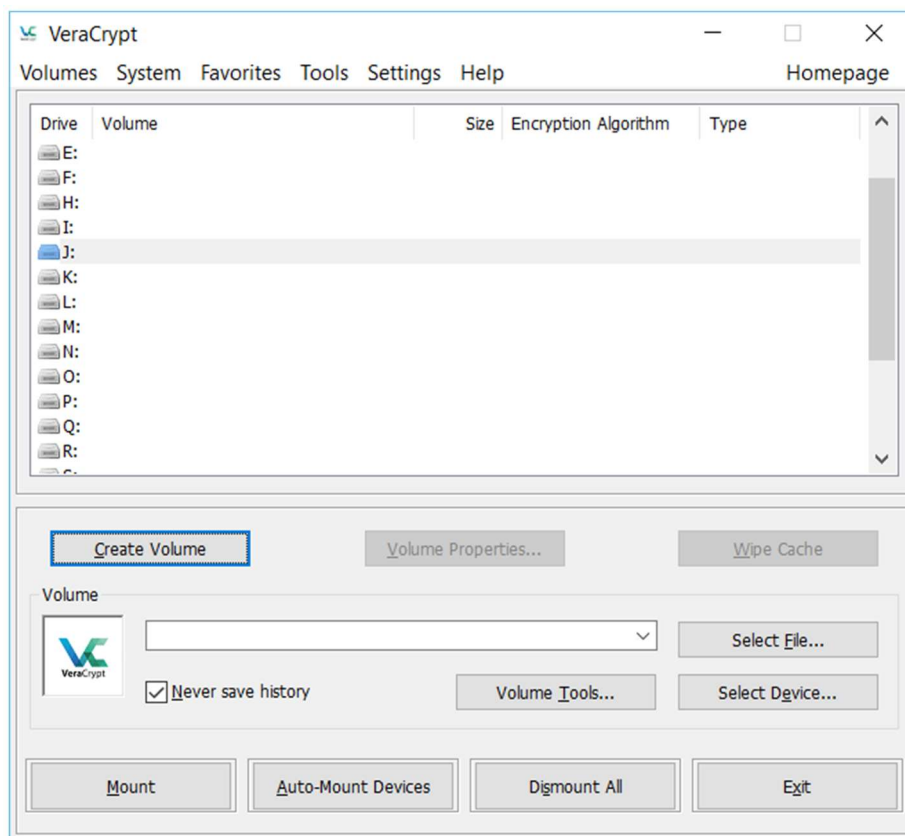 VeraCrypt
Volumes System Favorites Tools Settings Help Homepage
Drive Volume Size Encryption Algorithm Type
E:
F:
H:
I:
J:
K:
L:
M:
N:
O:
P:
Q:
R:
Create Volume Volume Properties... Wipe Cache
Volume
VeraCrypt
Select File...
Never save history Volume Tools... Select Device...
Mount Auto-Mount Devices Dismount All Exit